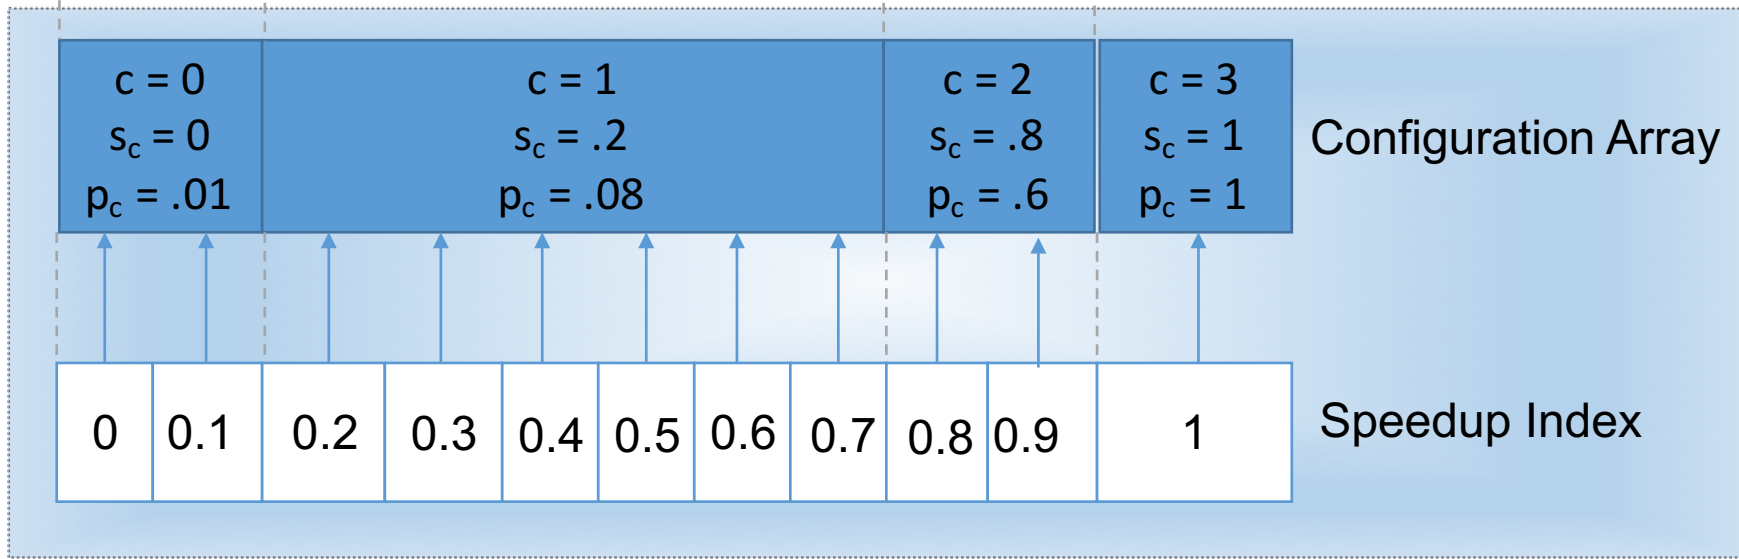 c = 0
s_c = 0
p_c = .01
c = 1
s_c = .2
p_c = .08
c = 2
s_c = .8
p_c = .6
c = 3
s_c = 1
p_c = 1
Configuration Array
0 0.1 0.2 0.3 0.4 0.5 0.6 0.7 0.8 0.9 1
Speedup Index